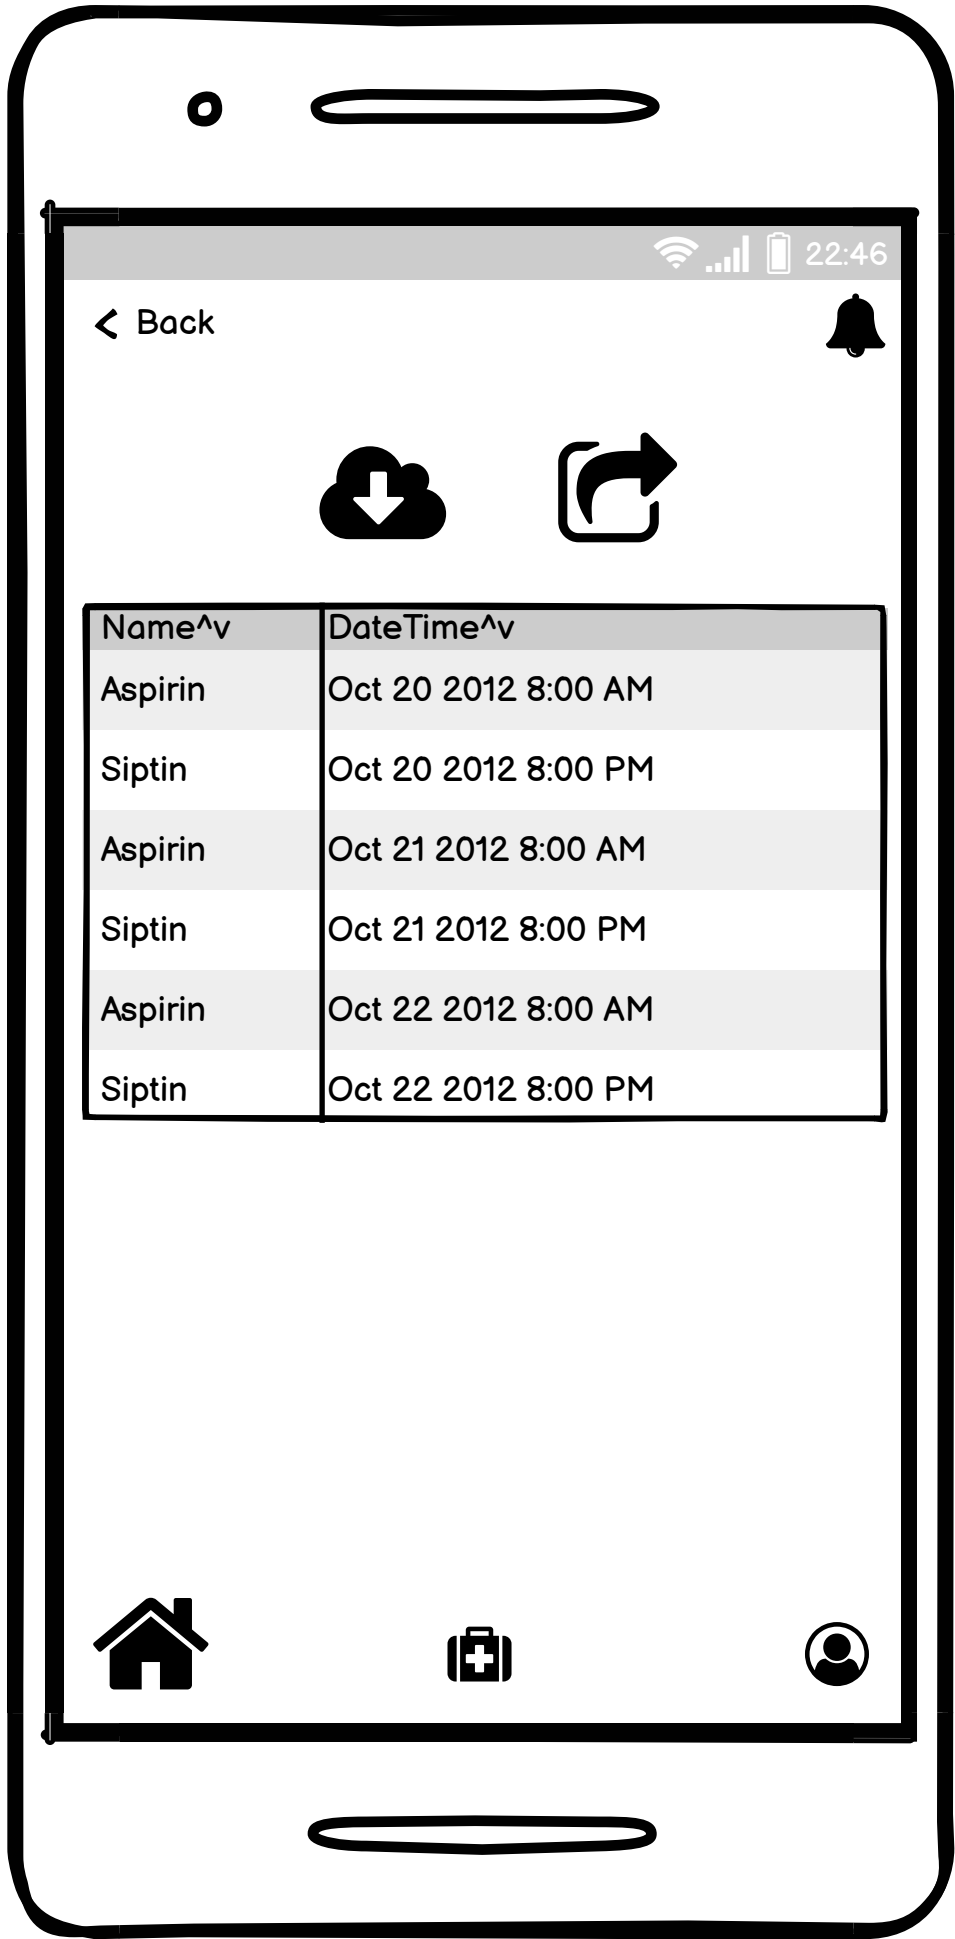 22:46
Back
Name^v DateTime^v
Aspirin Oct 20 2012 8:00 AM
Siptin Oct 20 2012 8:00 PM
Aspirin Oct 21 2012 8:00 AM
Siptin Oct 21 2012 8:00 PM
Aspirin Oct 22 2012 8:00 AM
Siptin Oct 22 2012 8:00 PM